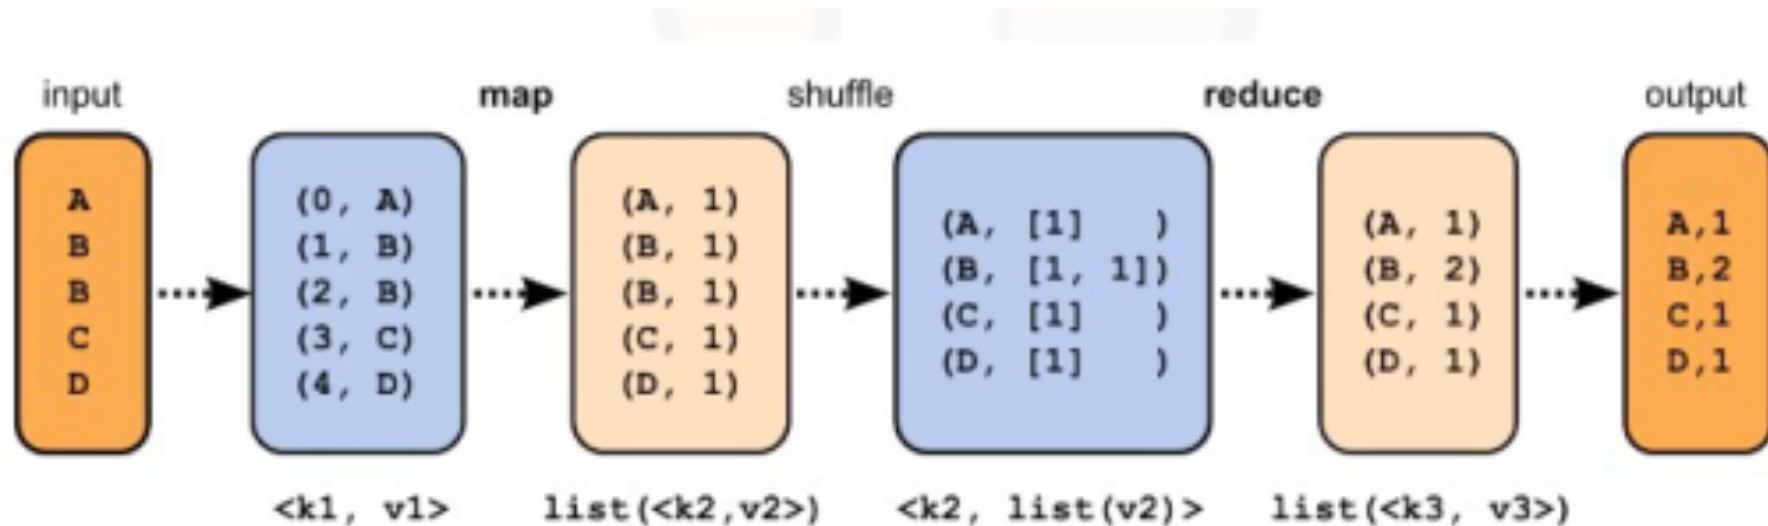 input
map
shuffle
reduce
output
A
B
B
C
D
(0, A)
(1, B)
(2, B)
(3, C)
(4, D)
(A, 1)
(B, 1)
(B, 1)
(C, 1)
(D, 1)
(A, [1]   )
(B, [1, 1])
(C, [1]   )
(D, [1]   )
(A, 1)
(B, 2)
(C, 1)
(D, 1)
A,1
B,2
C,1
D,1
<k1, v1>
list(<k2,v2>)
<k2, list(v2)>
list(<k3, v3>)